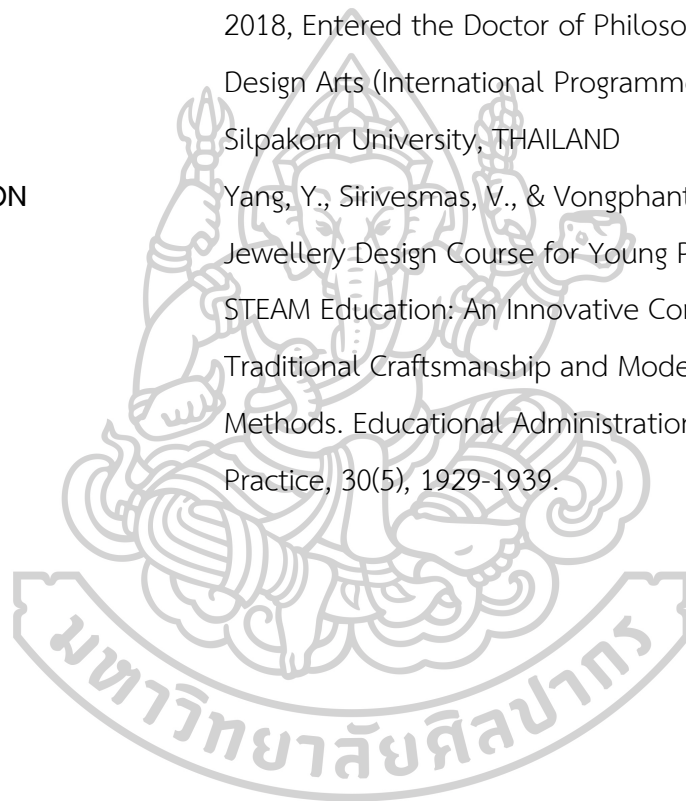 2018, Entered the Doctor of Philoso
Design Arts (International Programme
Silpakorn University, THAILAND
ON Yang, Y., Sirivesmas, V., & Vongphant
Jewellery Design Course for Young P
STEAM Education: An Innovative Co
Traditional Craftsmanship and Mode
Methods. Educational Administration
Practice, 30(5), 1929-1939.
มหาวิทยาลัยศิลปากร